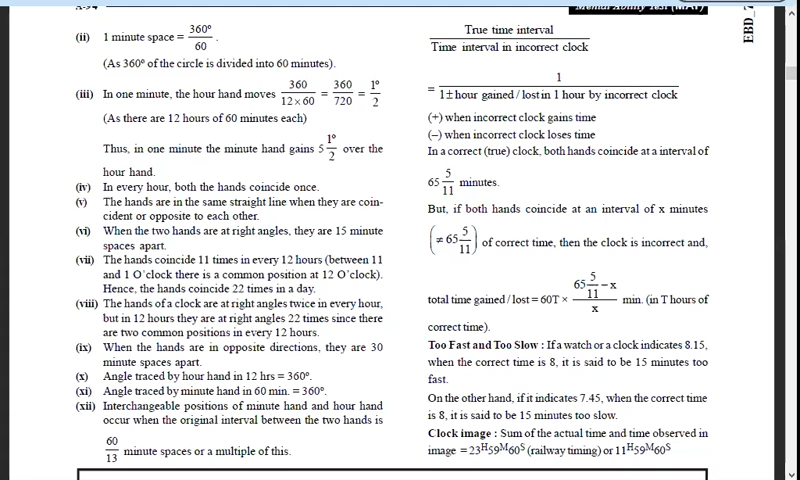 A-94
Mental Ability Test (MAT)
EBD_7
(ii) 1 minute space = 360º/60 .
(As 360º of the circle is divided into 60 minutes).
(iii) In one minute, the hour hand moves 360/12×60 = 360/720 = 1º/2
(As there are 12 hours of 60 minutes each)
Thus, in one minute the minute hand gains 5 1º/2 over the
hour hand.
(iv) In every hour, both the hands coincide once.
(v) The hands are in the same straight line when they are coin-
cident or opposite to each other.
(vi) When the two hands are at right angles, they are 15 minute
spaces apart.
(vii) The hands coincide 11 times in every 12 hours (between 11
and 1 O'clock there is a common position at 12 O'clock).
Hence, the hands coincide 22 times in a day.
(viii) The hands of a clock are at right angles twice in every hour,
but in 12 hours they are at right angles 22 times since there
are two common positions in every 12 hours.
(ix) When the hands are in opposite directions, they are 30
minute spaces apart.
(x) Angle traced by hour hand in 12 hrs = 360°.
(xi) Angle traced by minute hand in 60 min. = 360°.
(xii) Interchangeable positions of minute hand and hour hand
occur when the original interval between the two hands is
60/13 minute spaces or a multiple of this.
True time interval
Time interval in incorrect clock
= 1
1±hour gained / lost in 1 hour by incorrect clock
(+) when incorrect clock gains time
(–) when incorrect clock loses time
In a correct (true) clock, both hands coincide at a interval of
65 5/11 minutes.
But, if both hands coincide at an interval of x minutes
(≠ 65 5/11) of correct time, then the clock is incorrect and,
total time gained / lost = 60T × (65 5/11 – x)/x min. (in T hours of
correct time).
Too Fast and Too Slow : If a watch or a clock indicates 8.15,
when the correct time is 8, it is said to be 15 minutes too
fast.
On the other hand, if it indicates 7.45, when the correct time
is 8, it is said to be 15 minutes too slow.
Clock image : Sum of the actual time and time observed in
image = 23ᴴ59ᴹ60ˢ (railway timing) or 11ᴴ59ᴹ60ˢ